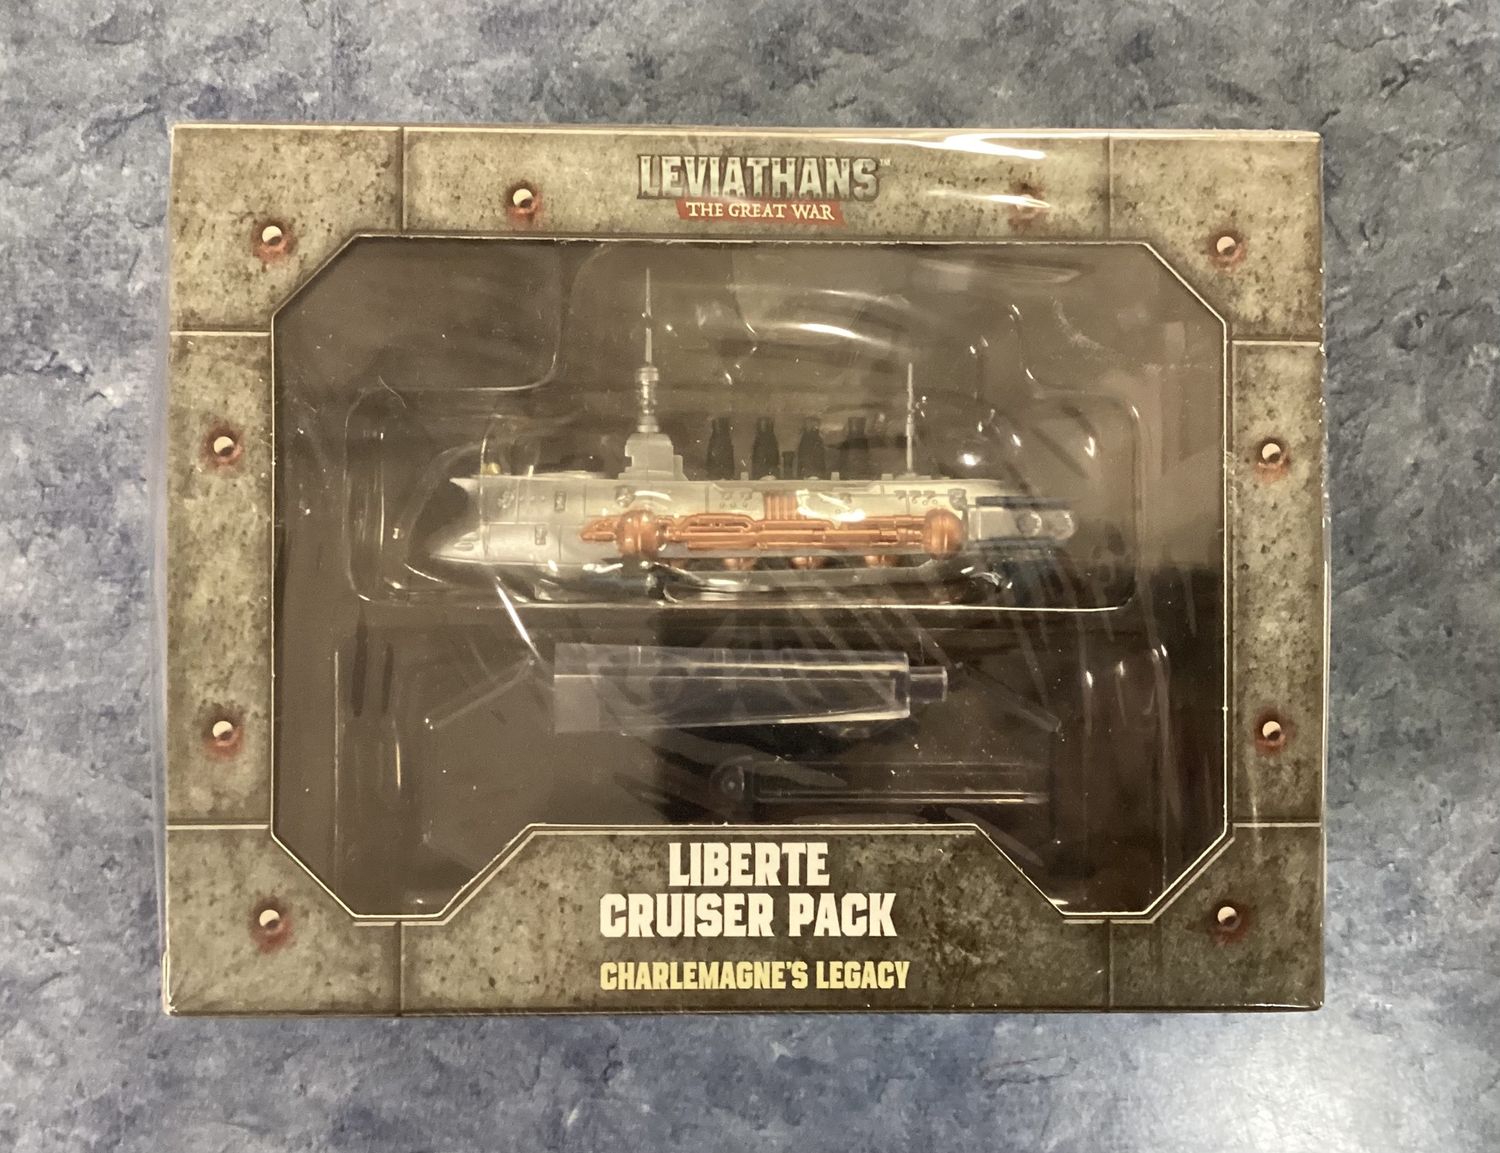 LEVIATHANS™
THE GREAT WAR
LIBERTE
CRUISER PACK
CHARLEMAGNE'S LEGACY